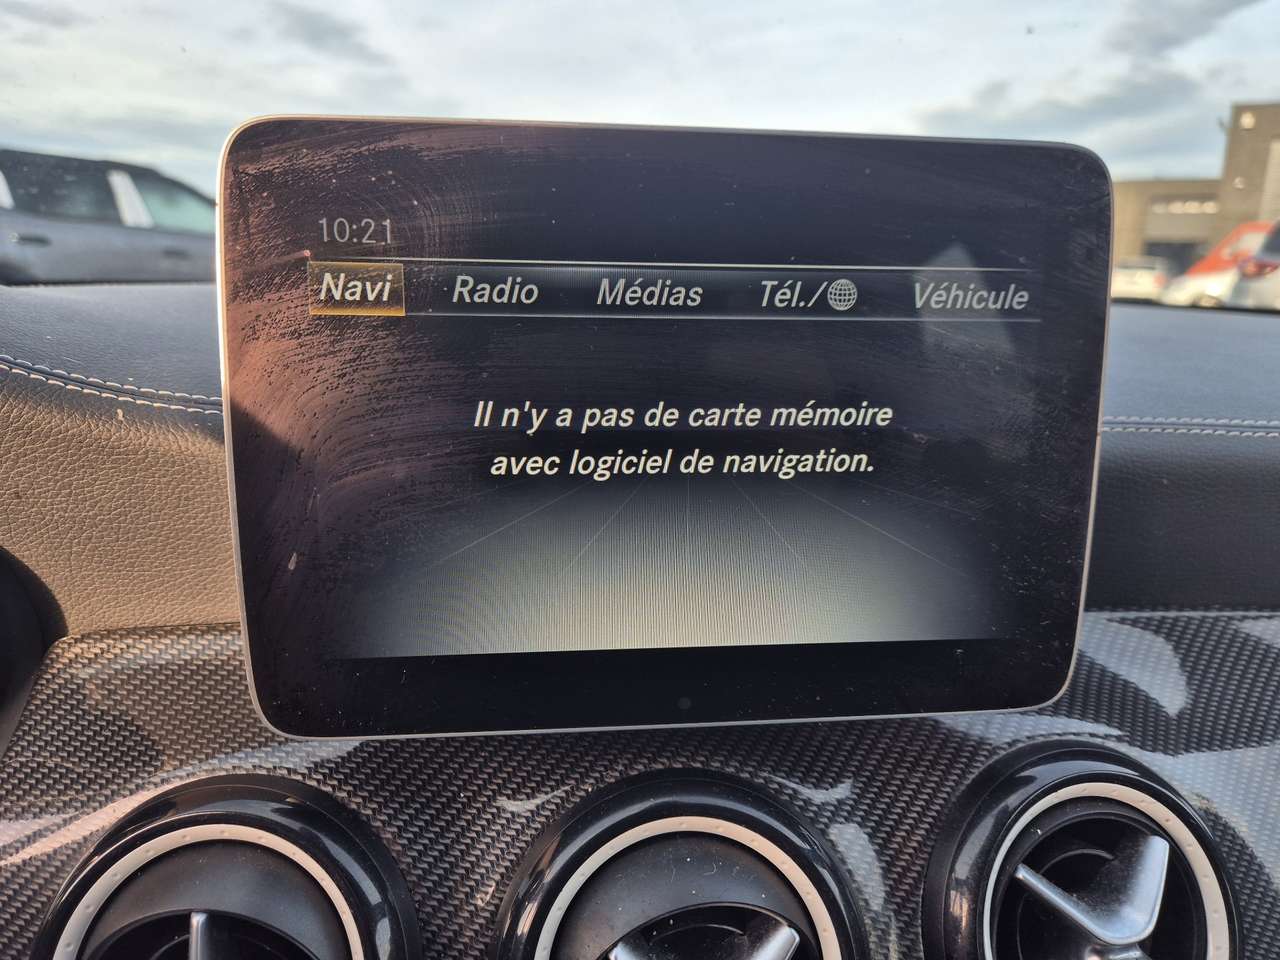 10:21
Navi Radio Médias Tél./ Véhicule
Il n'y a pas de carte mémoire
avec logiciel de navigation.